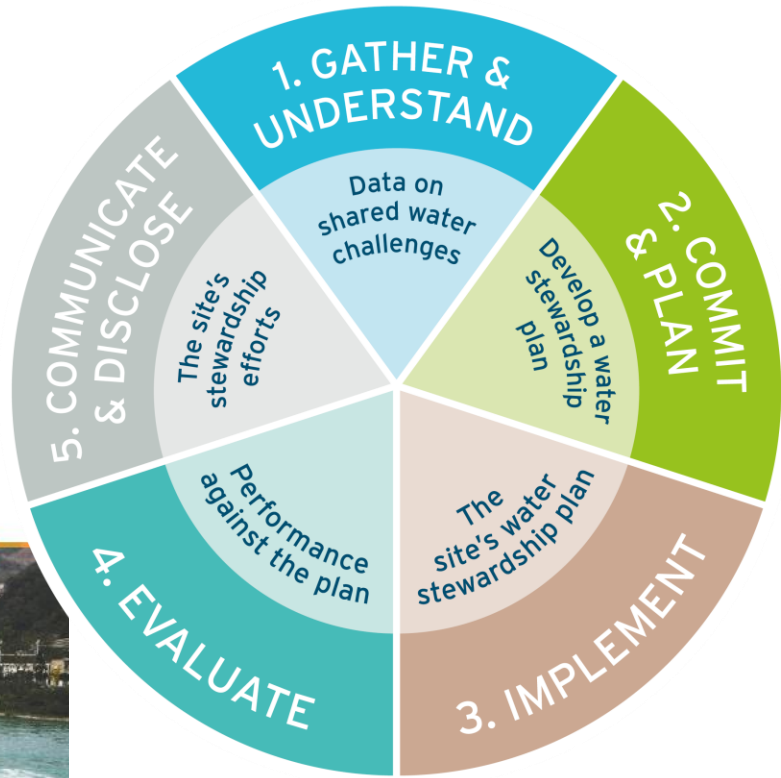 1. GATHER &
UNDERSTAND
Data on
shared water
challenges
2. COMMIT
& PLAN
Develop a water
stewardship
plan
3. IMPLEMENT
The
site's water
stewardship plan
4. EVALUATE
Performance
against the plan
5. COMMUNICATE
& DISCLOSE
The site's
stewardship
efforts